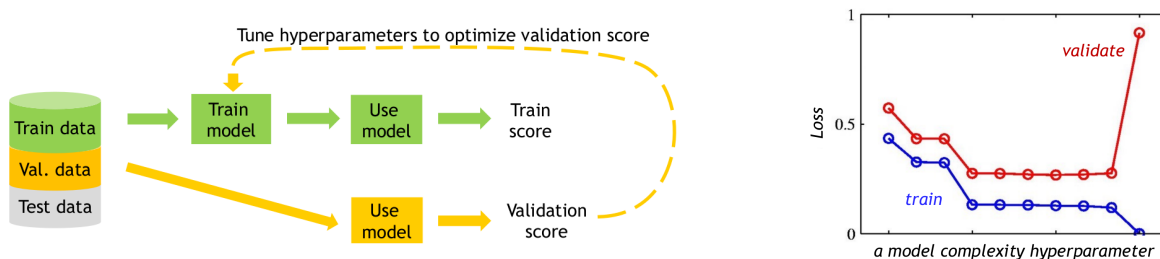 Tune hyperparameters to optimize validation score
Train data
Val. data
Test data
Train
model
Use
model
Train
score
Use
model
Validation
score
1
0.5
0
Loss
validate
train
a model complexity hyperparameter